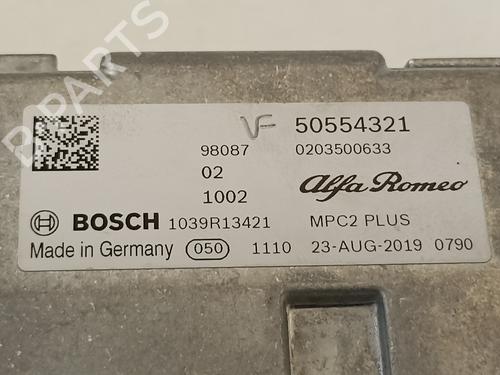 B-PARTS
VF 50554321
98087 0203500633
02
1002 Alfa Romeo
BOSCH 1039R13421 MPC2 PLUS
Made in Germany 050 1110 23-AUG-2019 0790